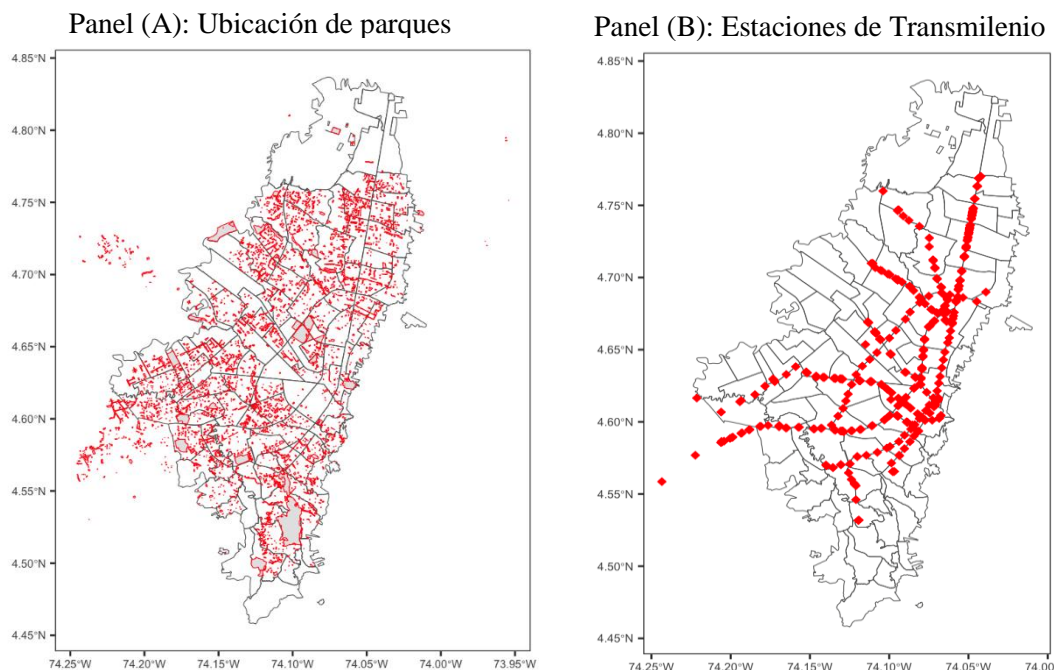 Panel (A): Ubicación de parques
4.85°N
4.80°N
4.75°N
4.70°N
4.65°N
4.60°N
4.55°N
4.50°N
4.45°N
74.25°W 74.20°W 74.15°W 74.10°W 74.05°W 74.00°W 73.95°W
Panel (B): Estaciones de Transmilenio
4.85°N
4.80°N
4.75°N
4.70°N
4.65°N
4.60°N
4.55°N
4.50°N
4.45°N
74.25°W 74.20°W 74.15°W 74.10°W 74.05°W 74.00°W